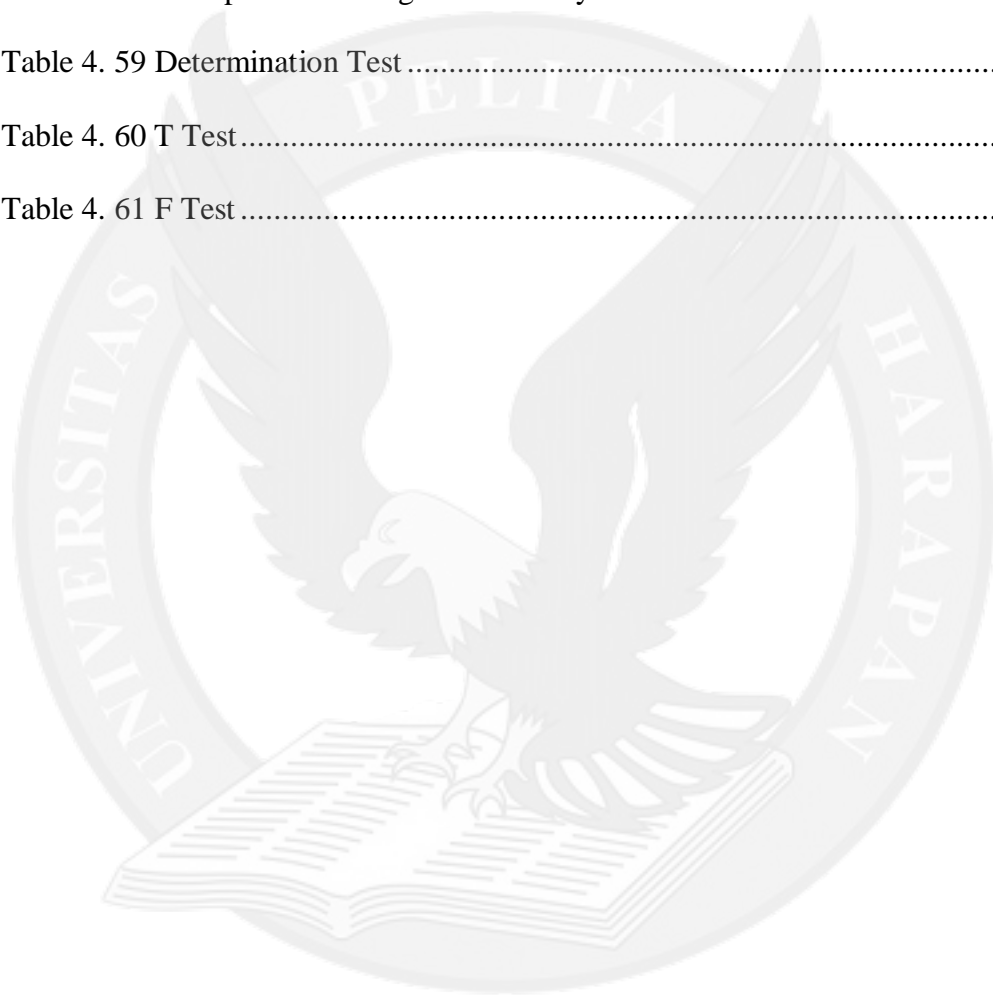 Table 4. 59 Determination Test ........................................................................
Table 4. 60 T Test ............................................................................................
Table 4. 61 F Test ............................................................................................
UNIVERSITAS PELITA HARAPAN